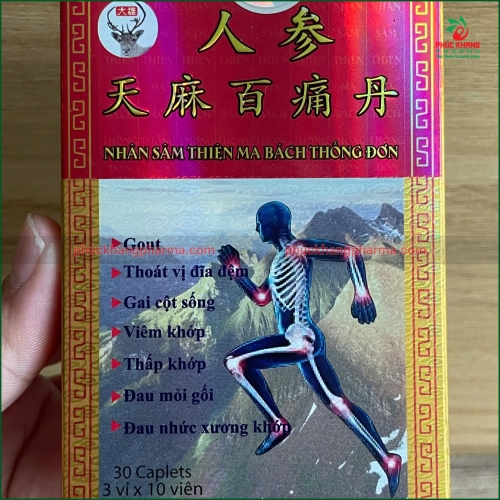 大雄
PHÚC KHANG
人参
天麻百痛丹
NHÂN SÂM THIÊN MA BÁCH THỐNG ĐƠN
Gout
phuckhangpharma.com
Thoát vị đĩa đệm
Gai cột sống
Viêm khớp
Thấp khớp
Đau mỏi gối
Đau nhức xương khớp
30 Caplets
3 vỉ x 10 viên